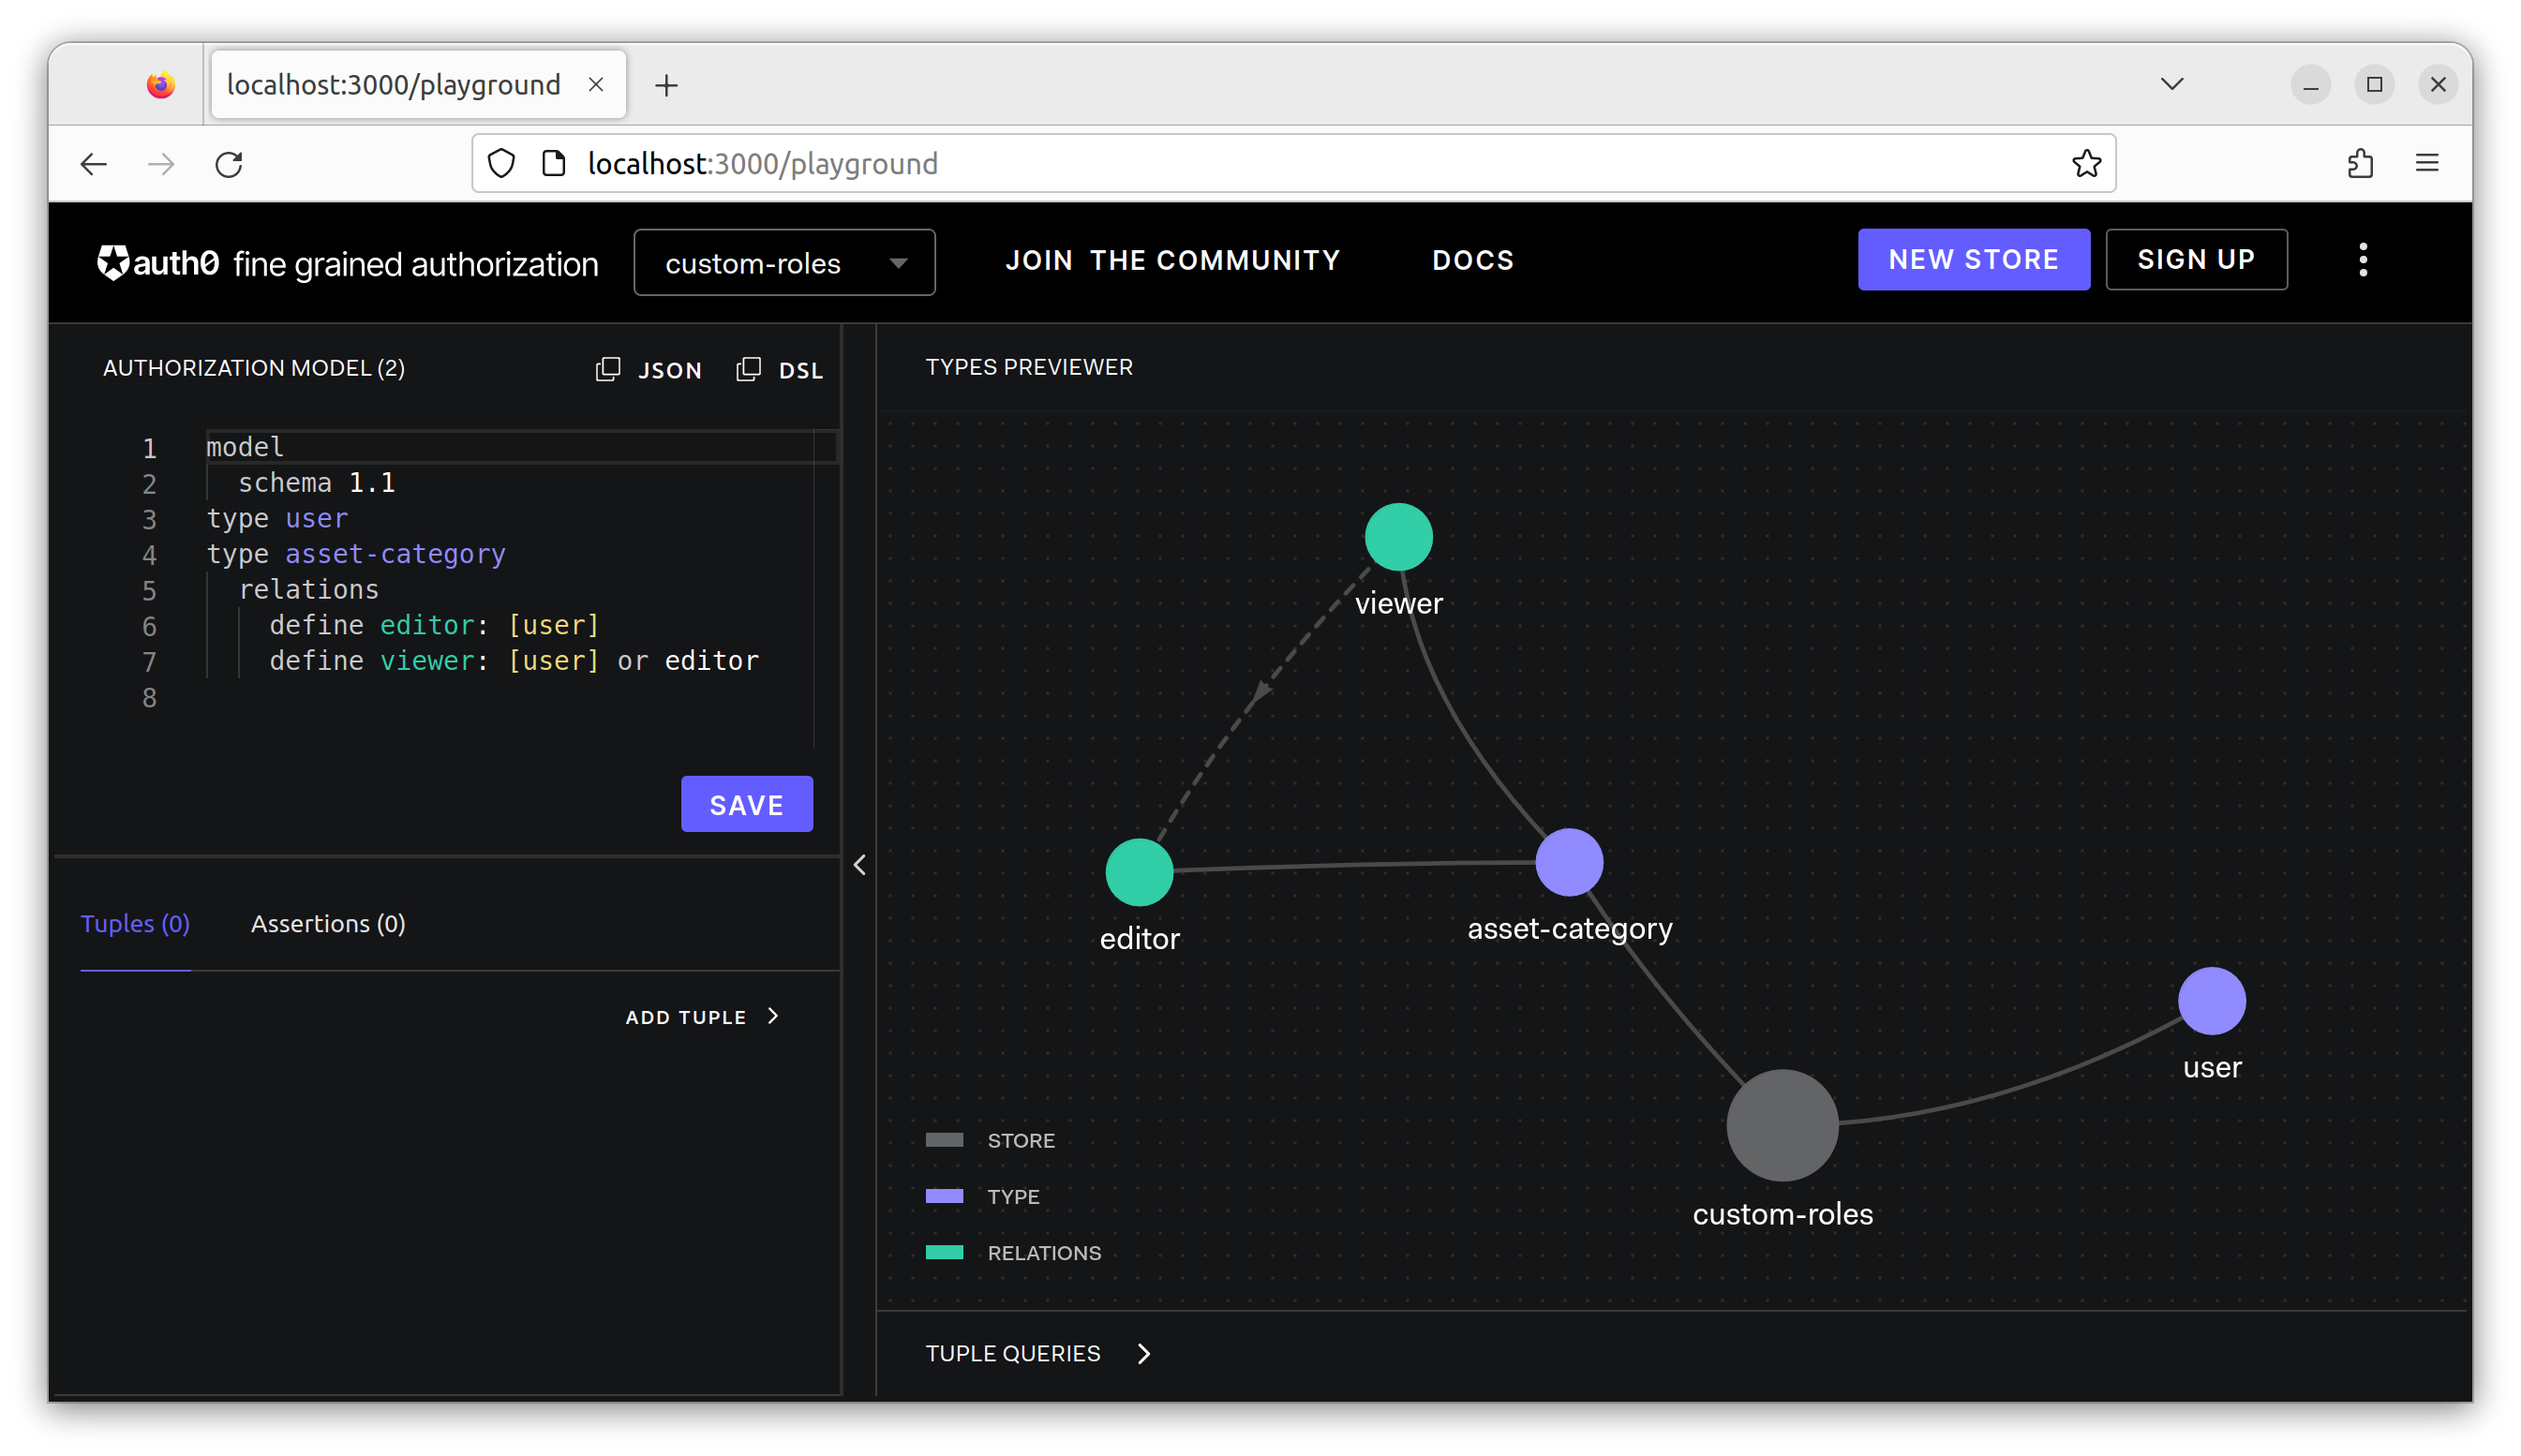 localhost:3000/playground
localhost:3000/playground
auth0 fine grained authorization
custom-roles
JOIN THE COMMUNITY
DOCS
NEW STORE
SIGN UP
AUTHORIZATION MODEL (2)
JSON
DSL
1 model
2 schema 1.1
3 type user
4 type asset-category
5 relations
6 define editor: [user]
7 define viewer: [user] or editor
8
SAVE
Tuples (0)
Assertions (0)
ADD TUPLE
TYPES PREVIEWER
viewer
editor
asset-category
user
custom-roles
STORE
TYPE
RELATIONS
TUPLE QUERIES